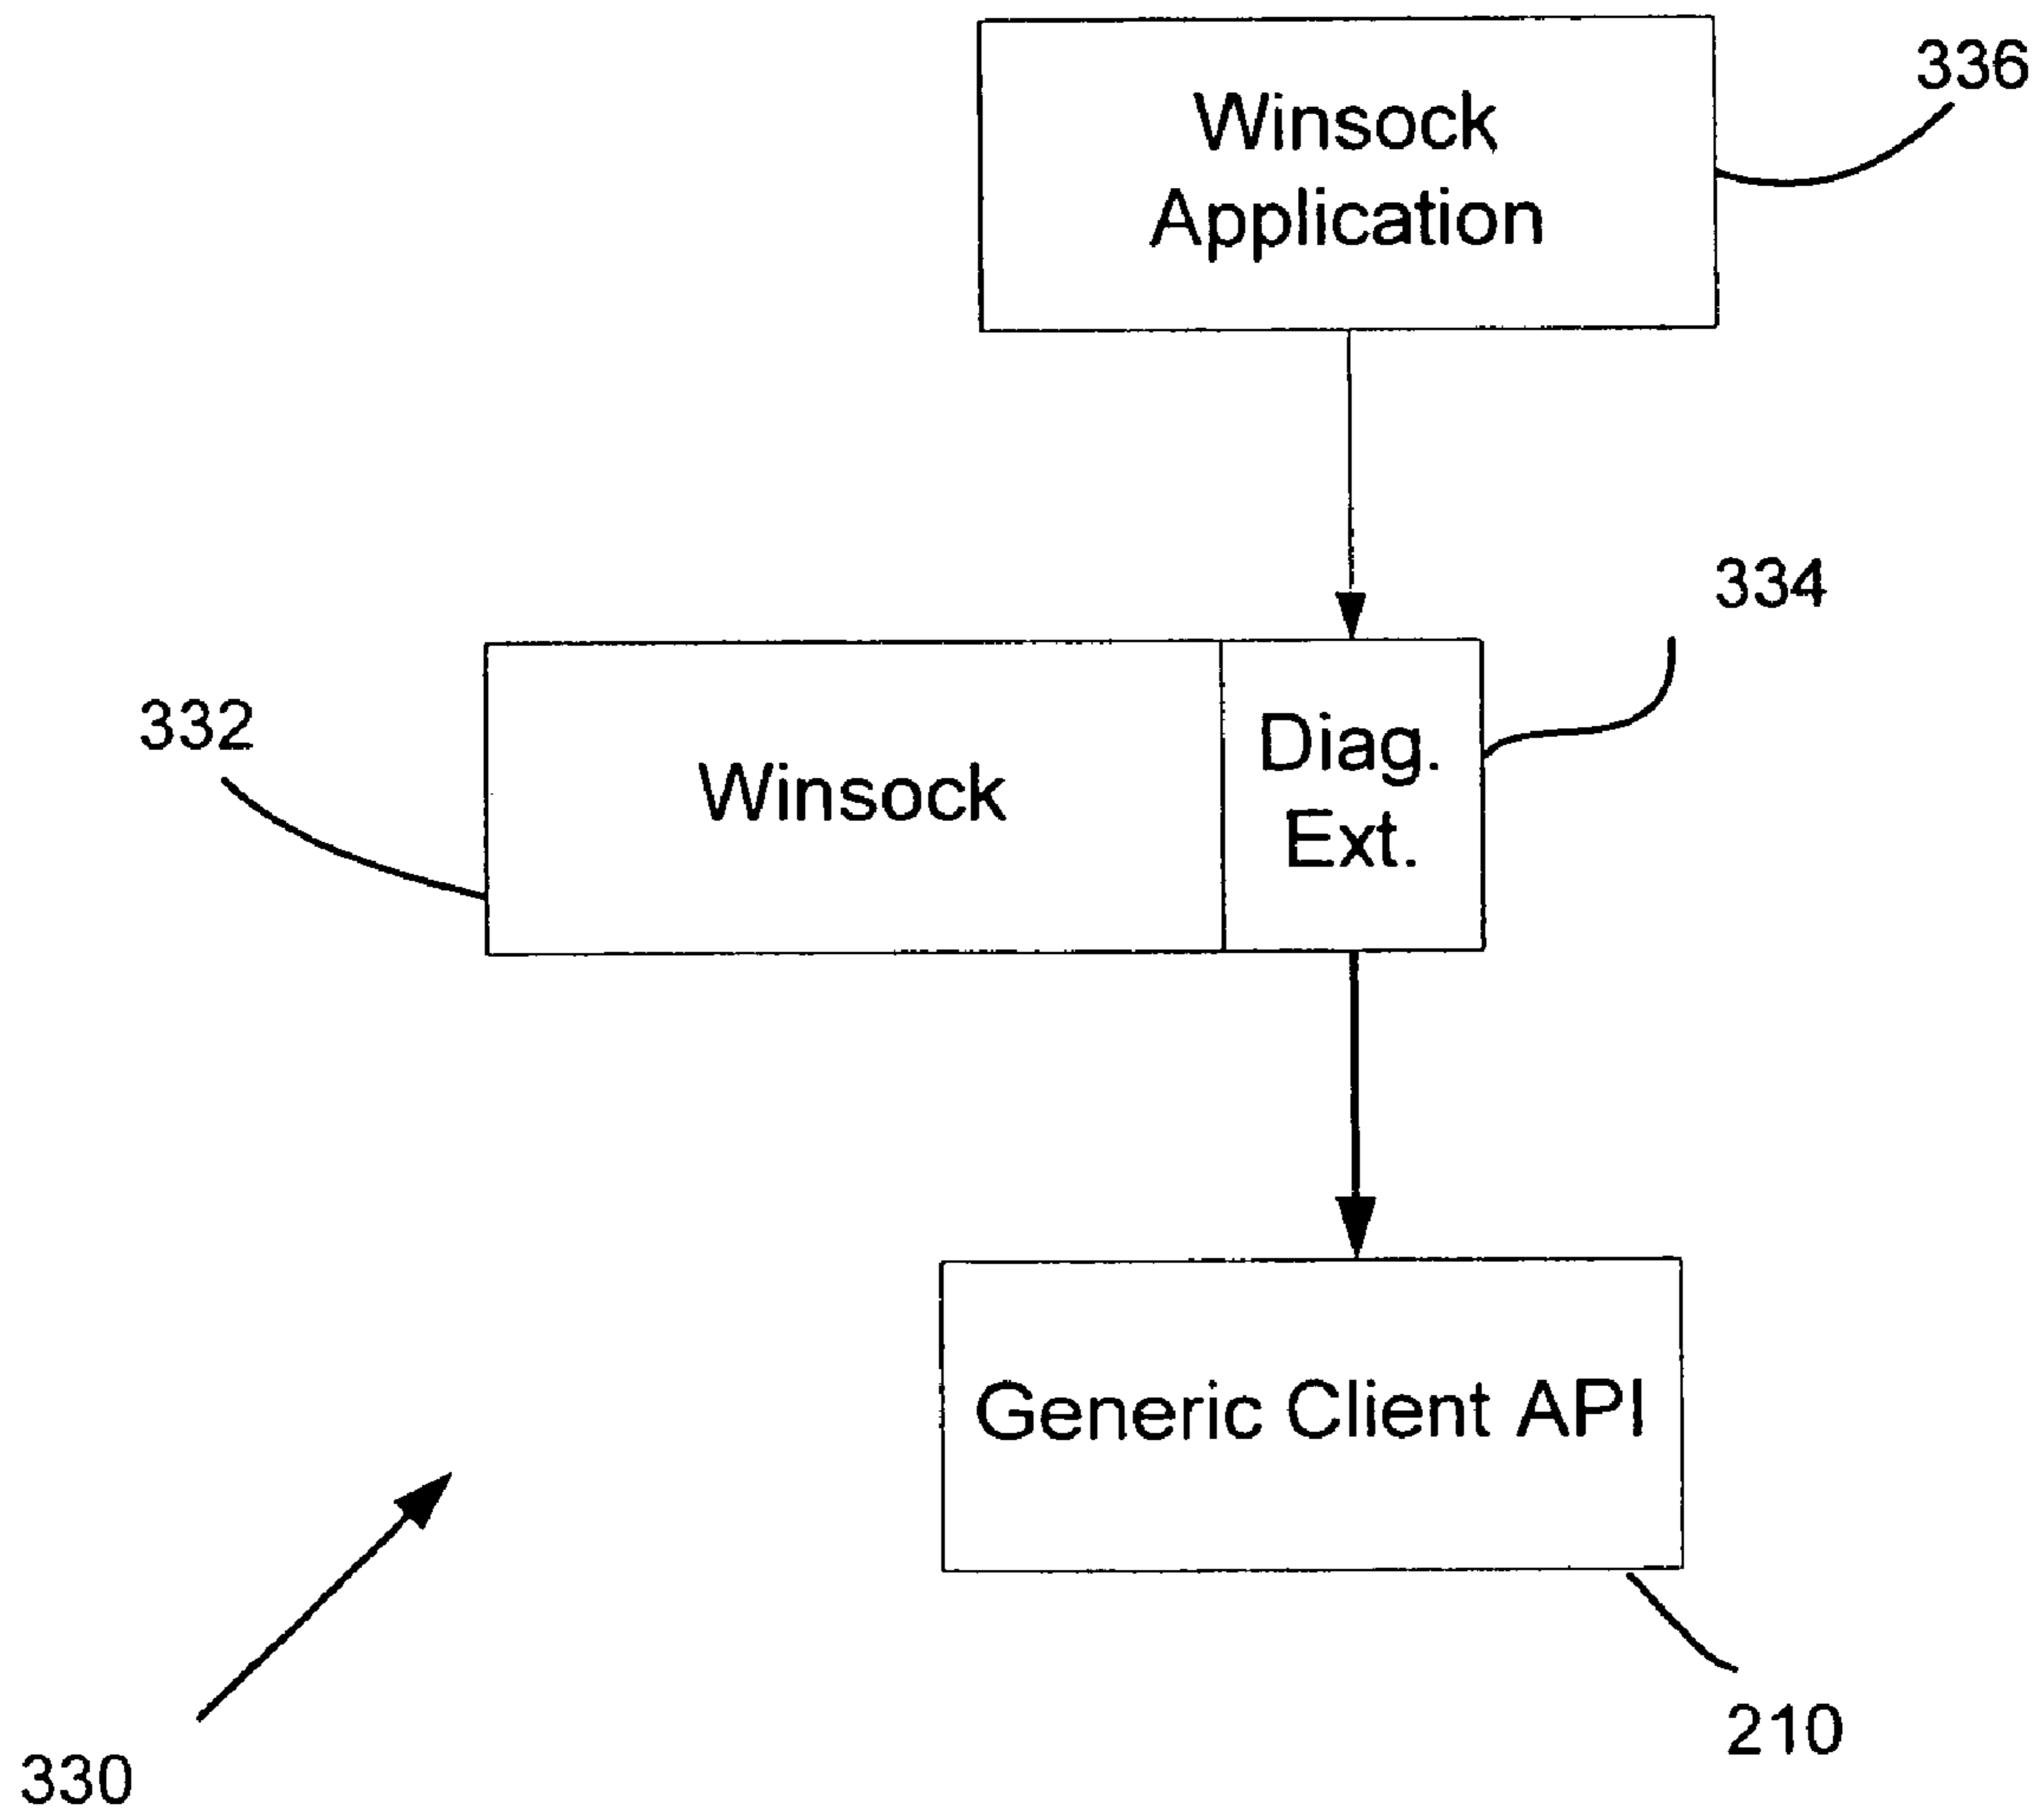 336
Winsock
Application
334
332
Winsock
Diag.
Ext.
Generic Client API
210
330